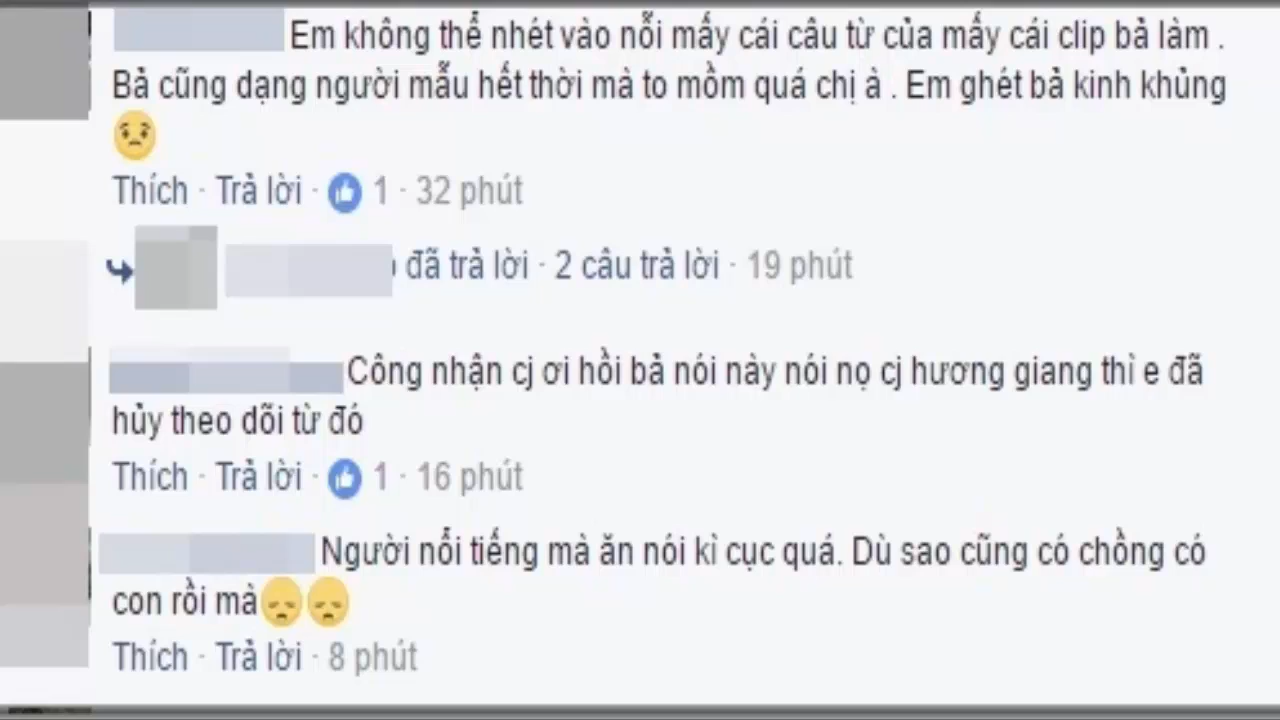 Em không thể nhét vào nỗi mấy cái câu từ của mấy cái clip bả làm .
Bả cũng dạng người mẫu hết thời mà to mồm quá chị à . Em ghét bả kinh khủng
😟
Thích · Trả lời · 1 · 32 phút
đã trả lời · 2 câu trả lời · 19 phút
Công nhận cj ơi hồi bả nói này nói nọ cj hương giang thì e đã
hủy theo dõi từ đó
Thích · Trả lời · 1 · 16 phút
Người nổi tiếng mà ăn nói kì cục quá. Dù sao cũng có chồng có
con rồi mà😞😞
Thích · Trả lời · 8 phút